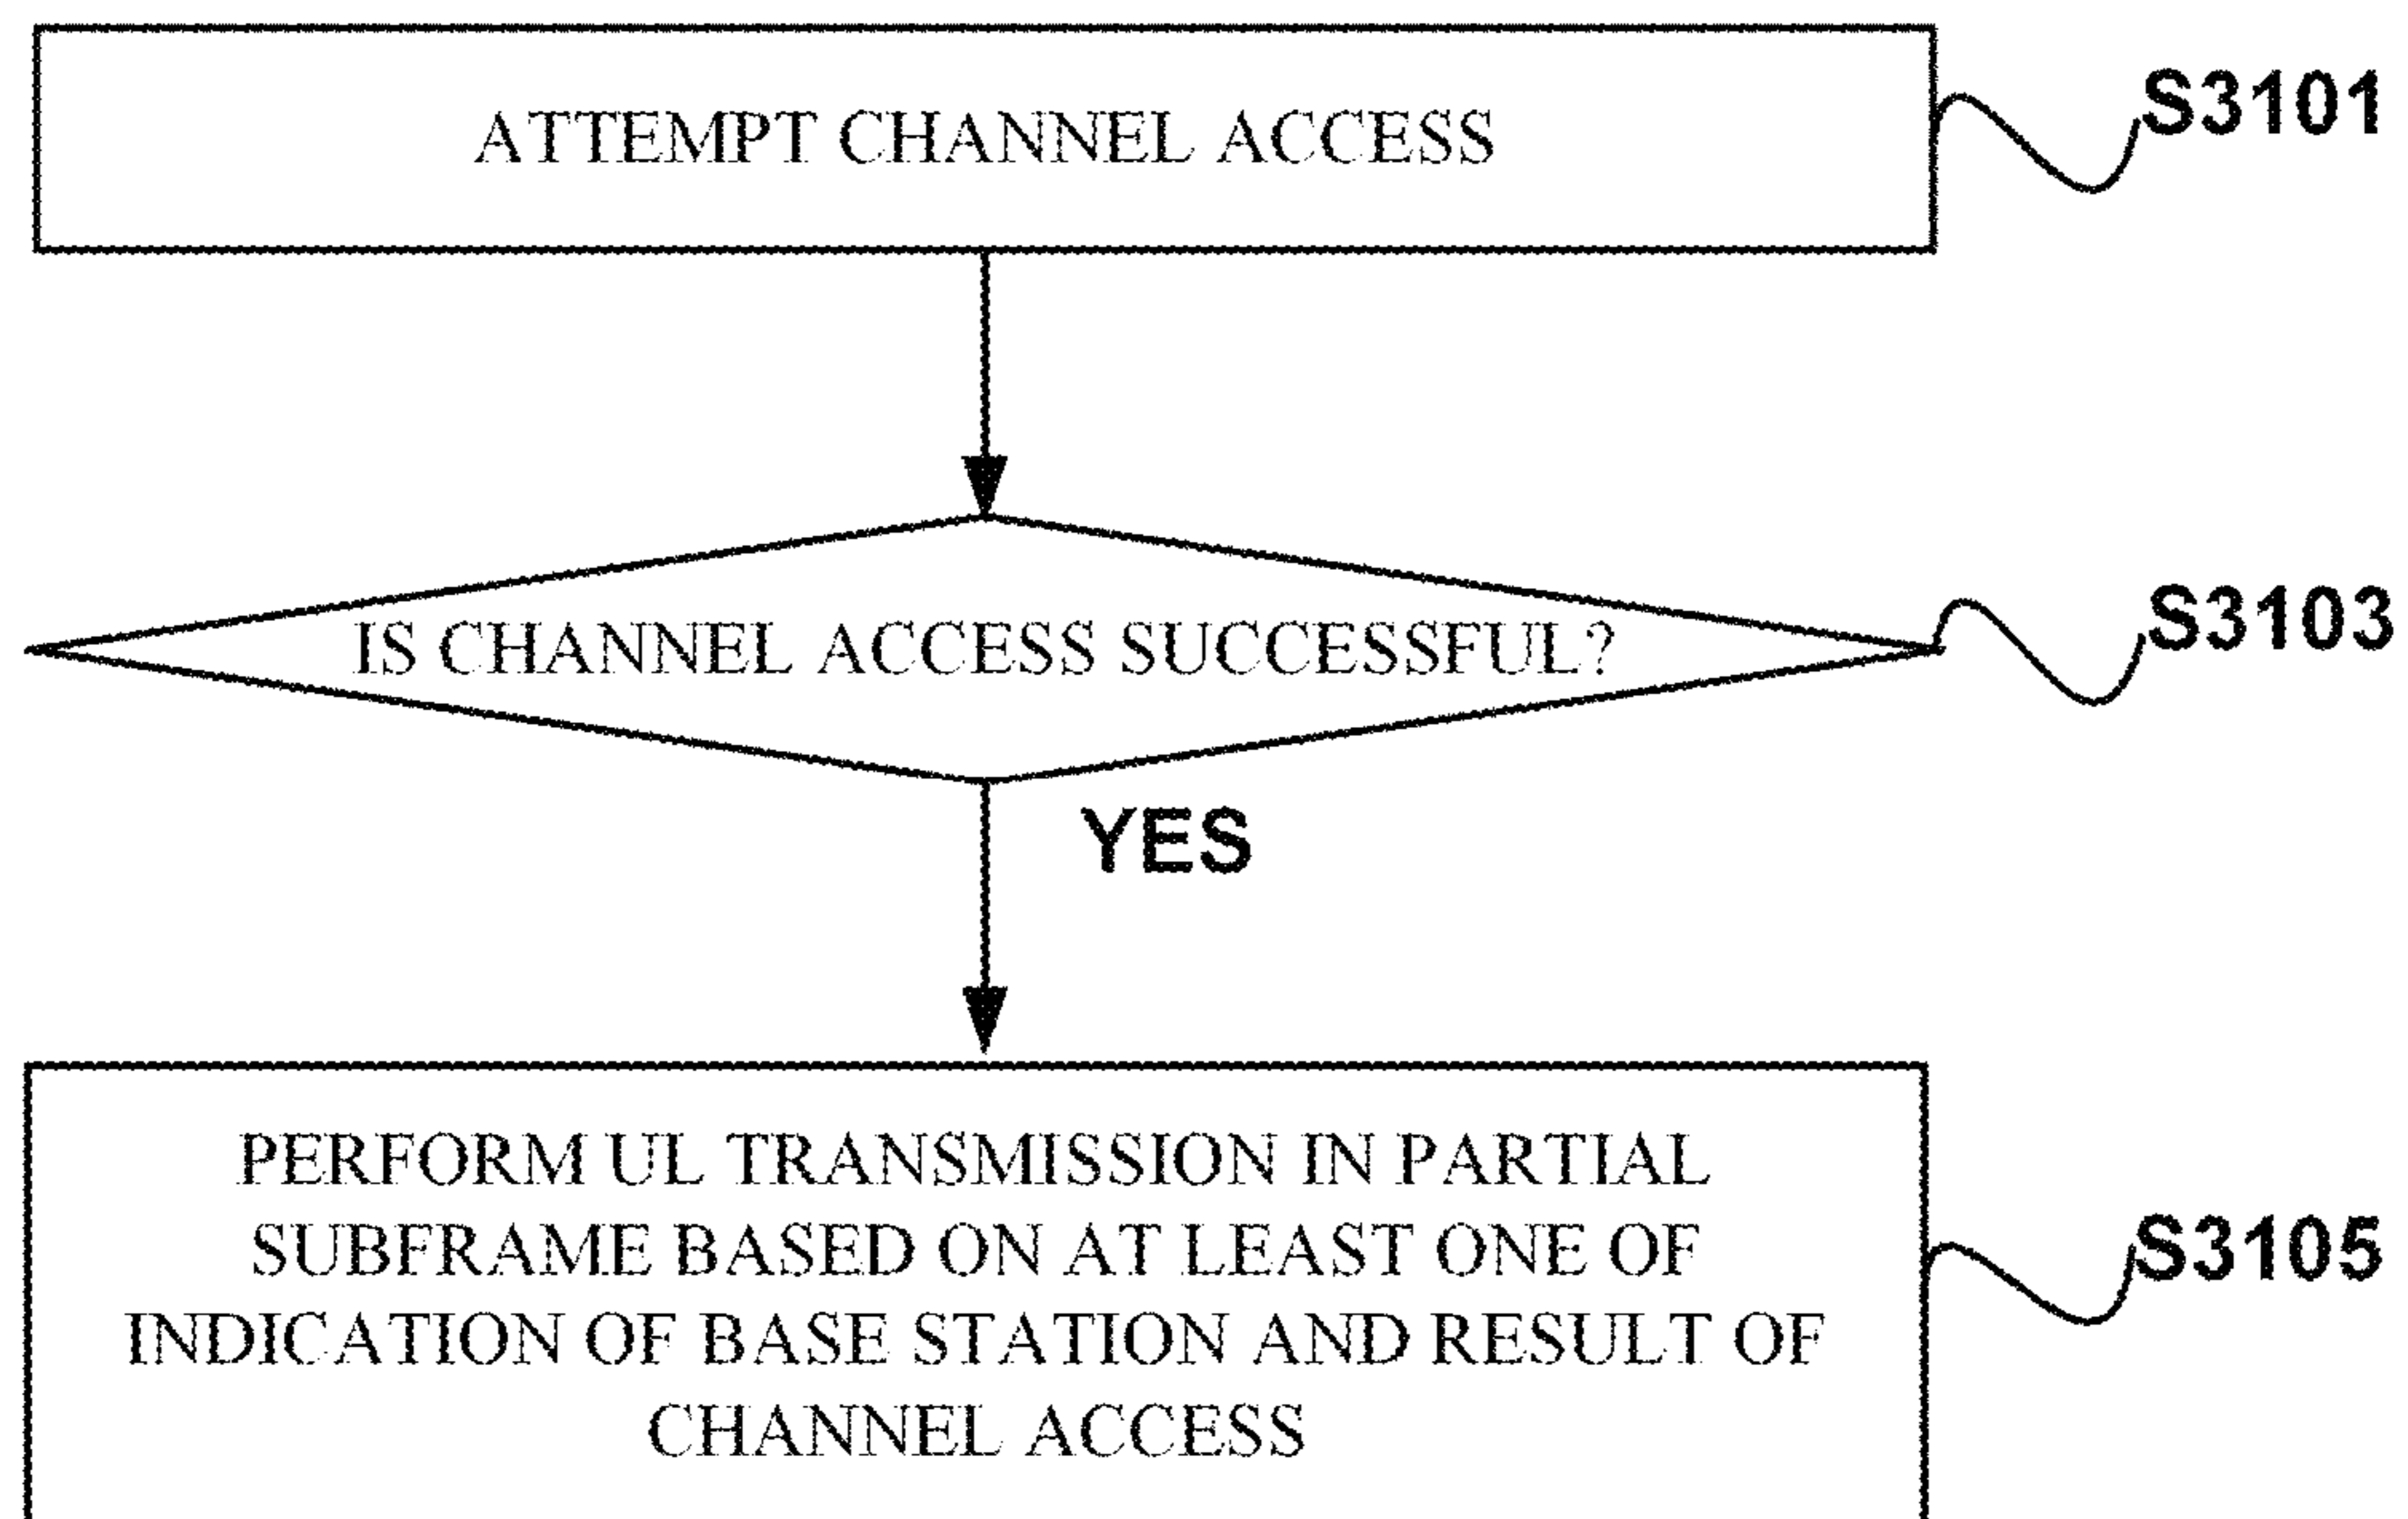 ATTEMPT CHANNEL ACCESS
S3101
IS CHANNEL ACCESS SUCCESSFUL?
S3103
YES
PERFORM UL TRANSMISSION IN PARTIAL
SUBFRAME BASED ON AT LEAST ONE OF
INDICATION OF BASE STATION AND RESULT OF
CHANNEL ACCESS
S3105